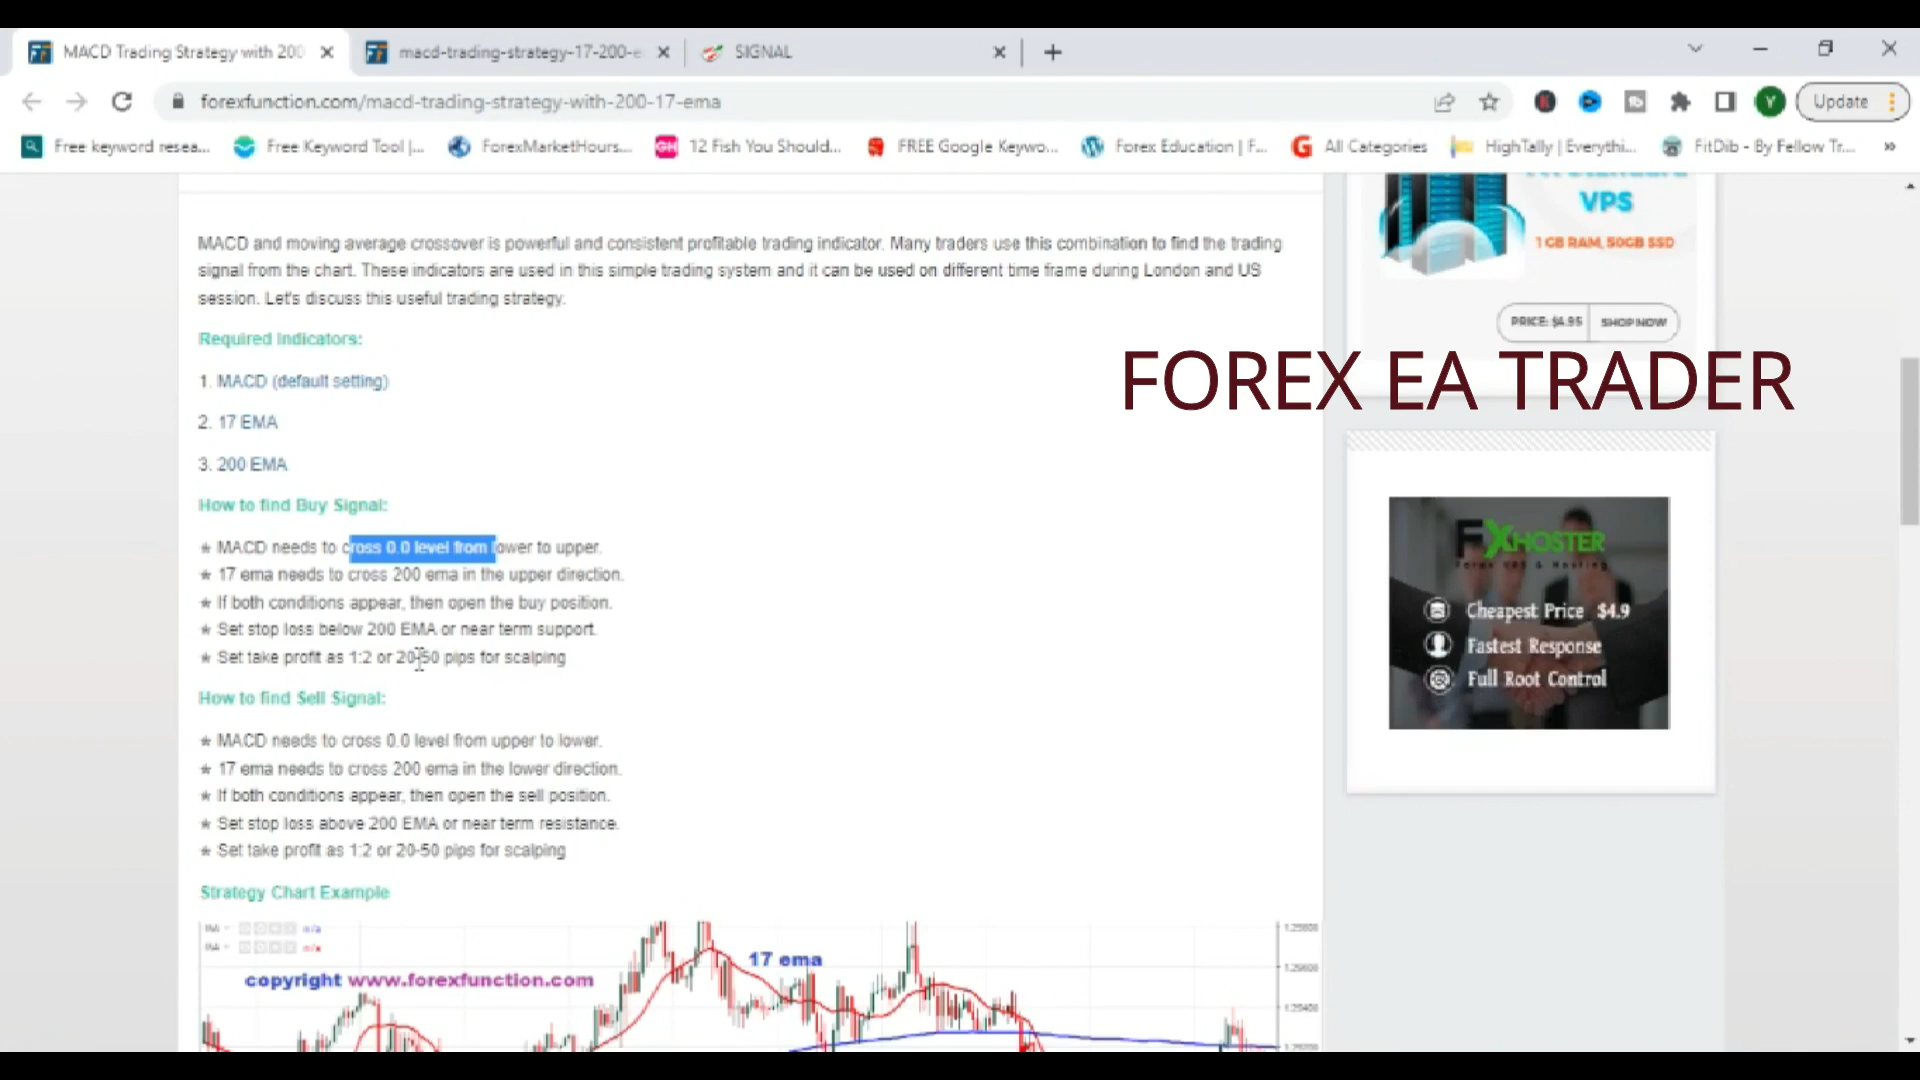 MACD Trading Strategy with 200
macd-trading-strategy-17-200-e
SIGNAL
forexfunction.com/macd-trading-strategy-with-200-17-ema
Y
Update
Free keyword resea...
Free Keyword Tool |...
ForexMarketHours...
GH
12 Fish You Should...
FREE Google Keywo...
Forex Education | F...
All Categories
HighTally | Everythi...
FitDib - By Fellow Tr...
VPS
1 GB RAM, 50GB SSD
PRICE: $4.95
SHOP NOW
MACD and moving average crossover is powerful and consistent profitable trading indicator. Many traders use this combination to find the trading
signal from the chart. These indicators are used in this simple trading system and it can be used on different time frame during London and US
session. Let's discuss this useful trading strategy.
Required Indicators:
1. MACD (default setting)
2. 17 EMA
3. 200 EMA
FOREX EA TRADER
How to find Buy Signal:
★ MACD needs to cross 0.0 level from lower to upper.
★ 17 ema needs to cross 200 ema in the upper direction.
★ If both conditions appear, then open the buy position.
★ Set stop loss below 200 EMA or near term support.
★ Set take profit as 1:2 or 20-50 pips for scalping
How to find Sell Signal:
★ MACD needs to cross 0.0 level from upper to lower.
★ 17 ema needs to cross 200 ema in the lower direction.
★ If both conditions appear, then open the sell position.
★ Set stop loss above 200 EMA or near term resistance.
★ Set take profit as 1:2 or 20-50 pips for scalping
FXHOSTER
Forex VPS & Hosting
Cheapest Price $4.9
Fastest Response
Full Root Control
Strategy Chart Example
17 ema
copyright www.forexfunction.com